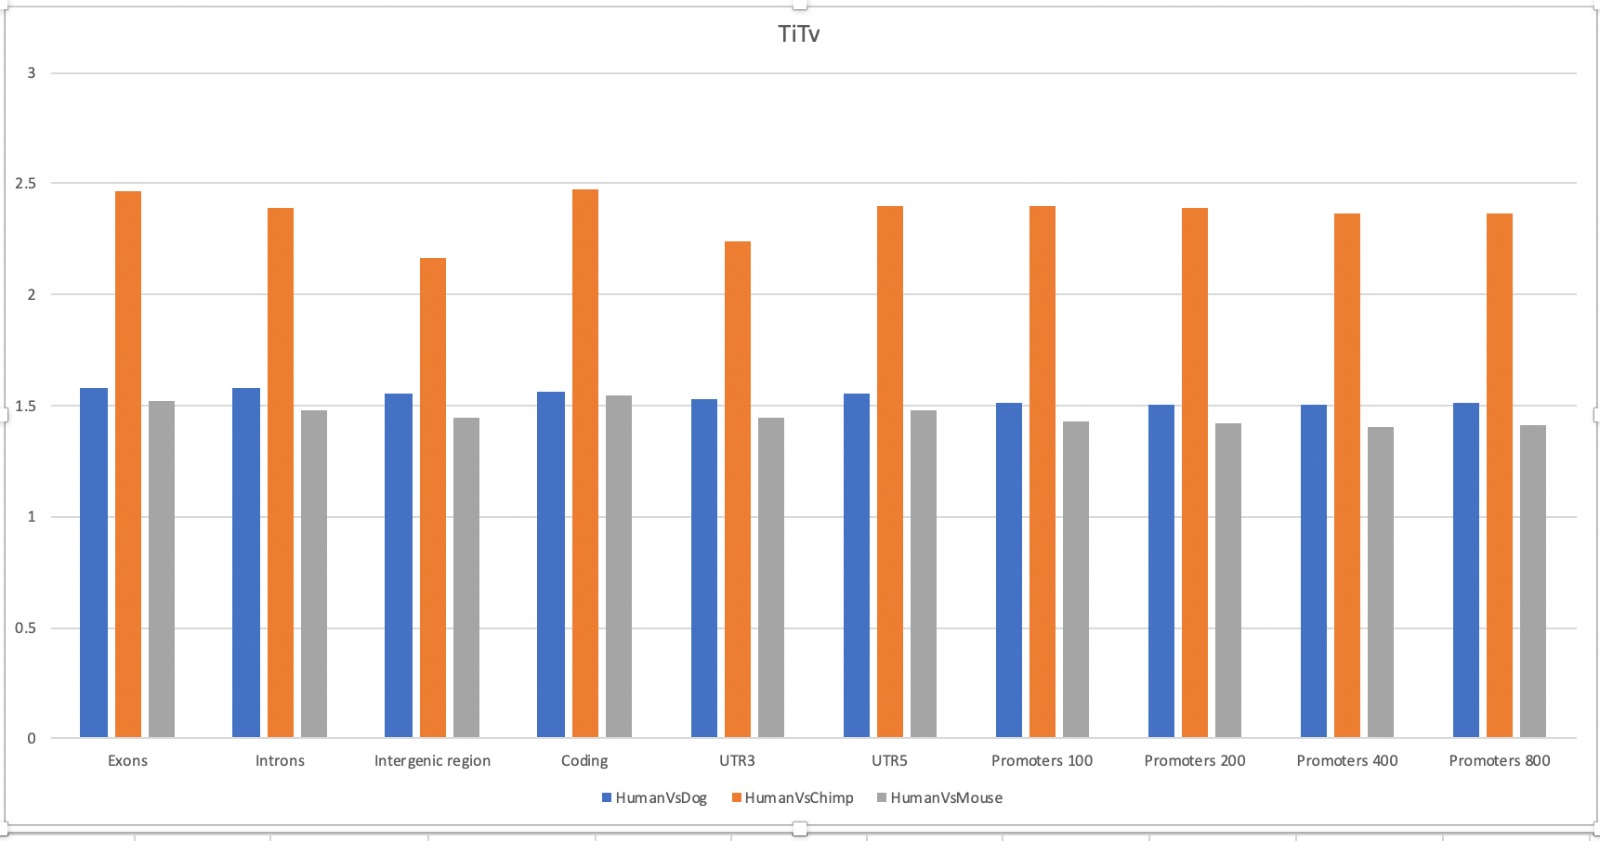 TiTv
3
2.5
2
1.5
1
0.5
0
Exons Introns Intergenic region Coding UTR3 UTR5 Promoters 100 Promoters 200 Promoters 400 Promoters 800
HumanVsDog HumanVsChimp HumanVsMouse